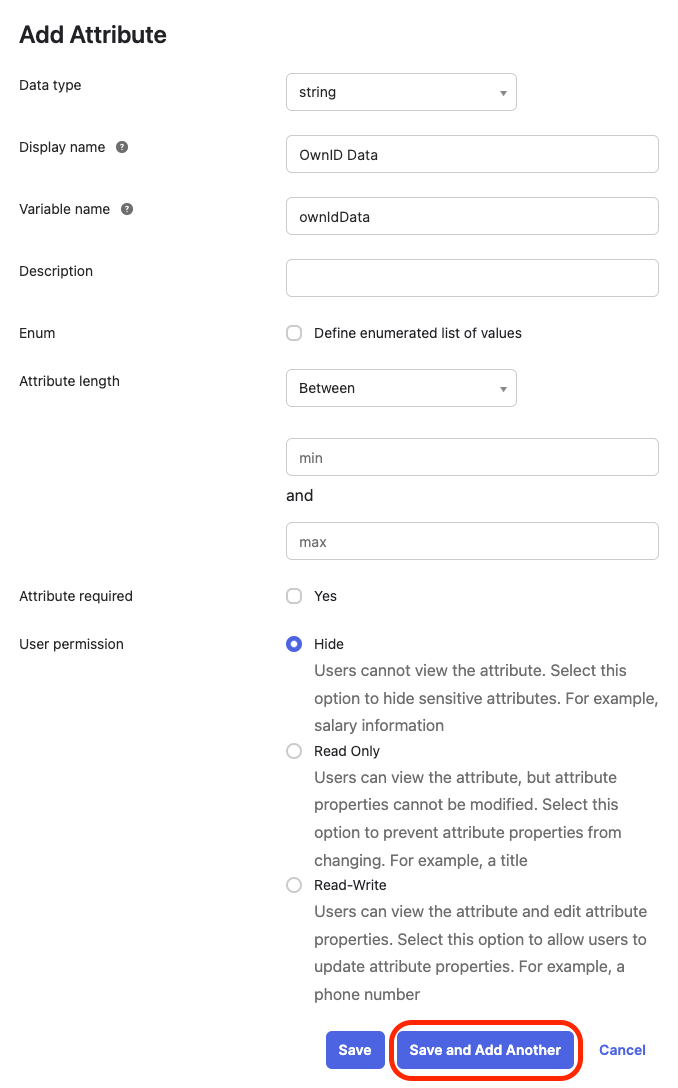 Add Attribute
Data type
string
Display name ?
OwnID Data
Variable name ?
ownIdData
Description
Enum
Define enumerated list of values
Attribute length
Between
min
and
max
Attribute required
Yes
User permission
Hide
Users cannot view the attribute. Select this
option to hide sensitive attributes. For example,
salary information
Read Only
Users can view the attribute, but attribute
properties cannot be modified. Select this
option to prevent attribute properties from
changing. For example, a title
Read-Write
Users can view the attribute and edit attribute
properties. Select this option to allow users to
update attribute properties. For example, a
phone number
Save
Save and Add Another
Cancel